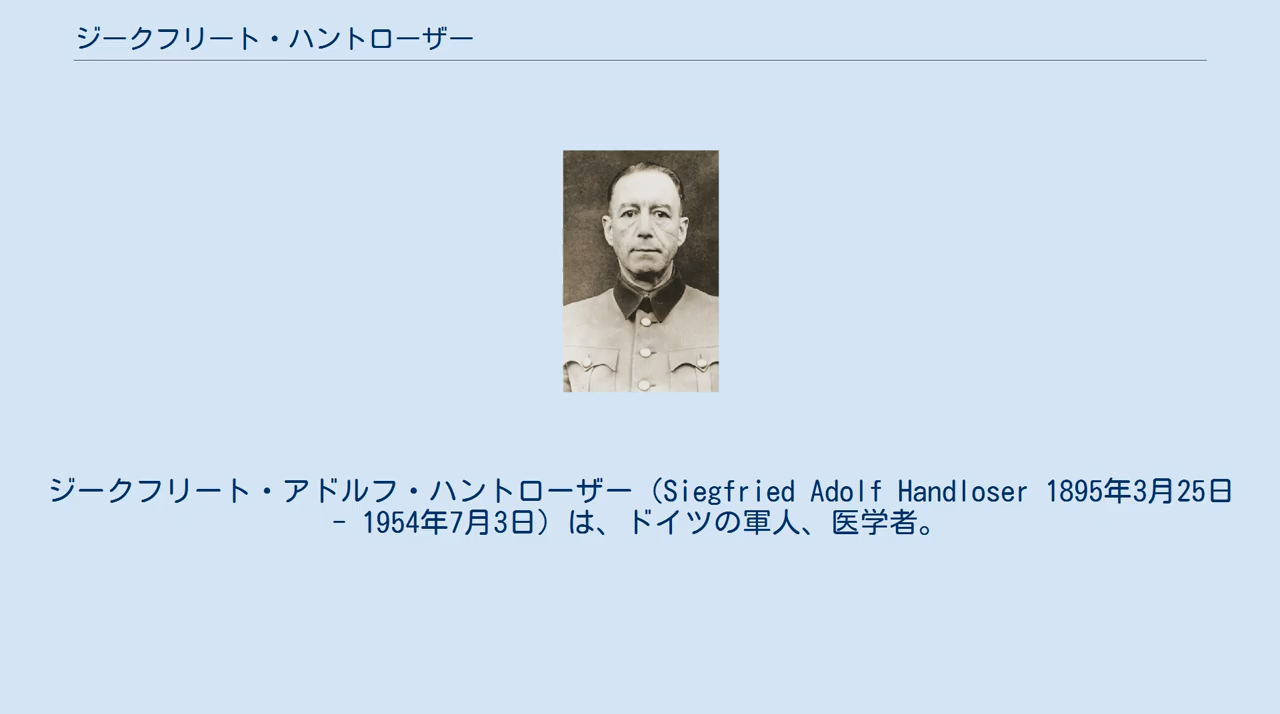 ジークフリート・ハントローザー
ジークフリート・アドルフ・ハントローザー（Siegfried Adolf Handloser 1895年3月25日
- 1954年7月3日）は、ドイツの軍人、医学者。